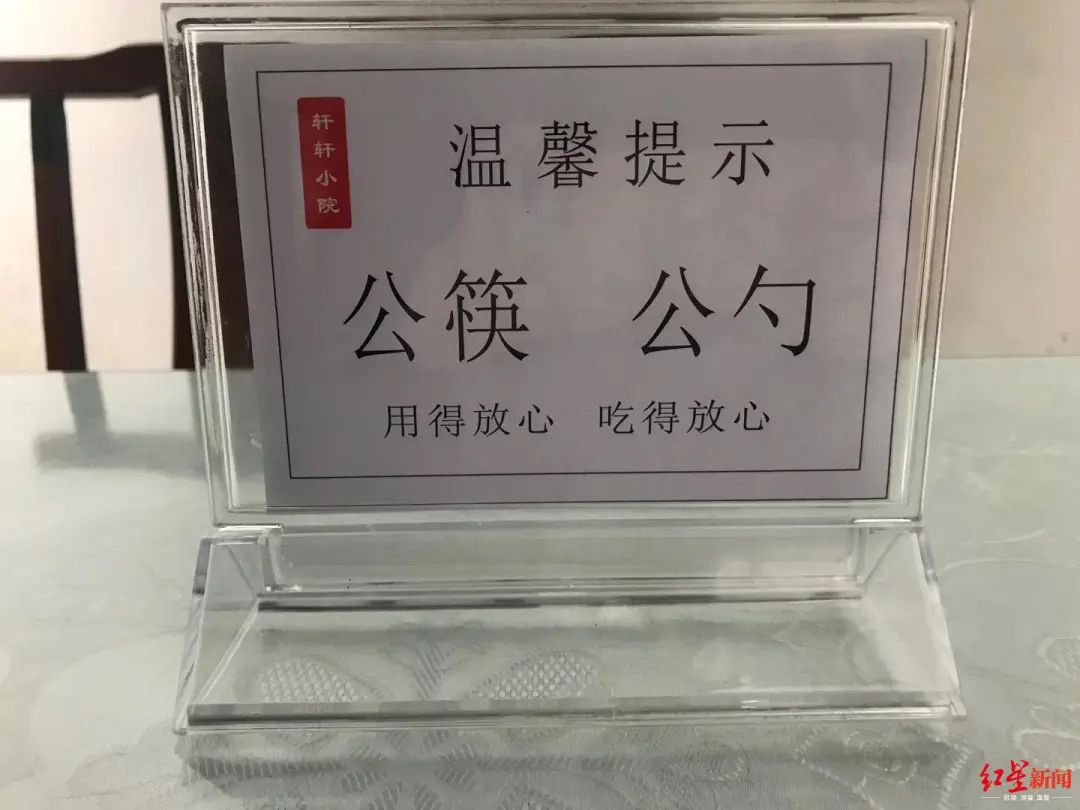 轩轩小院
温馨提示
公筷 公勺
用得放心 吃得放心
红星新闻